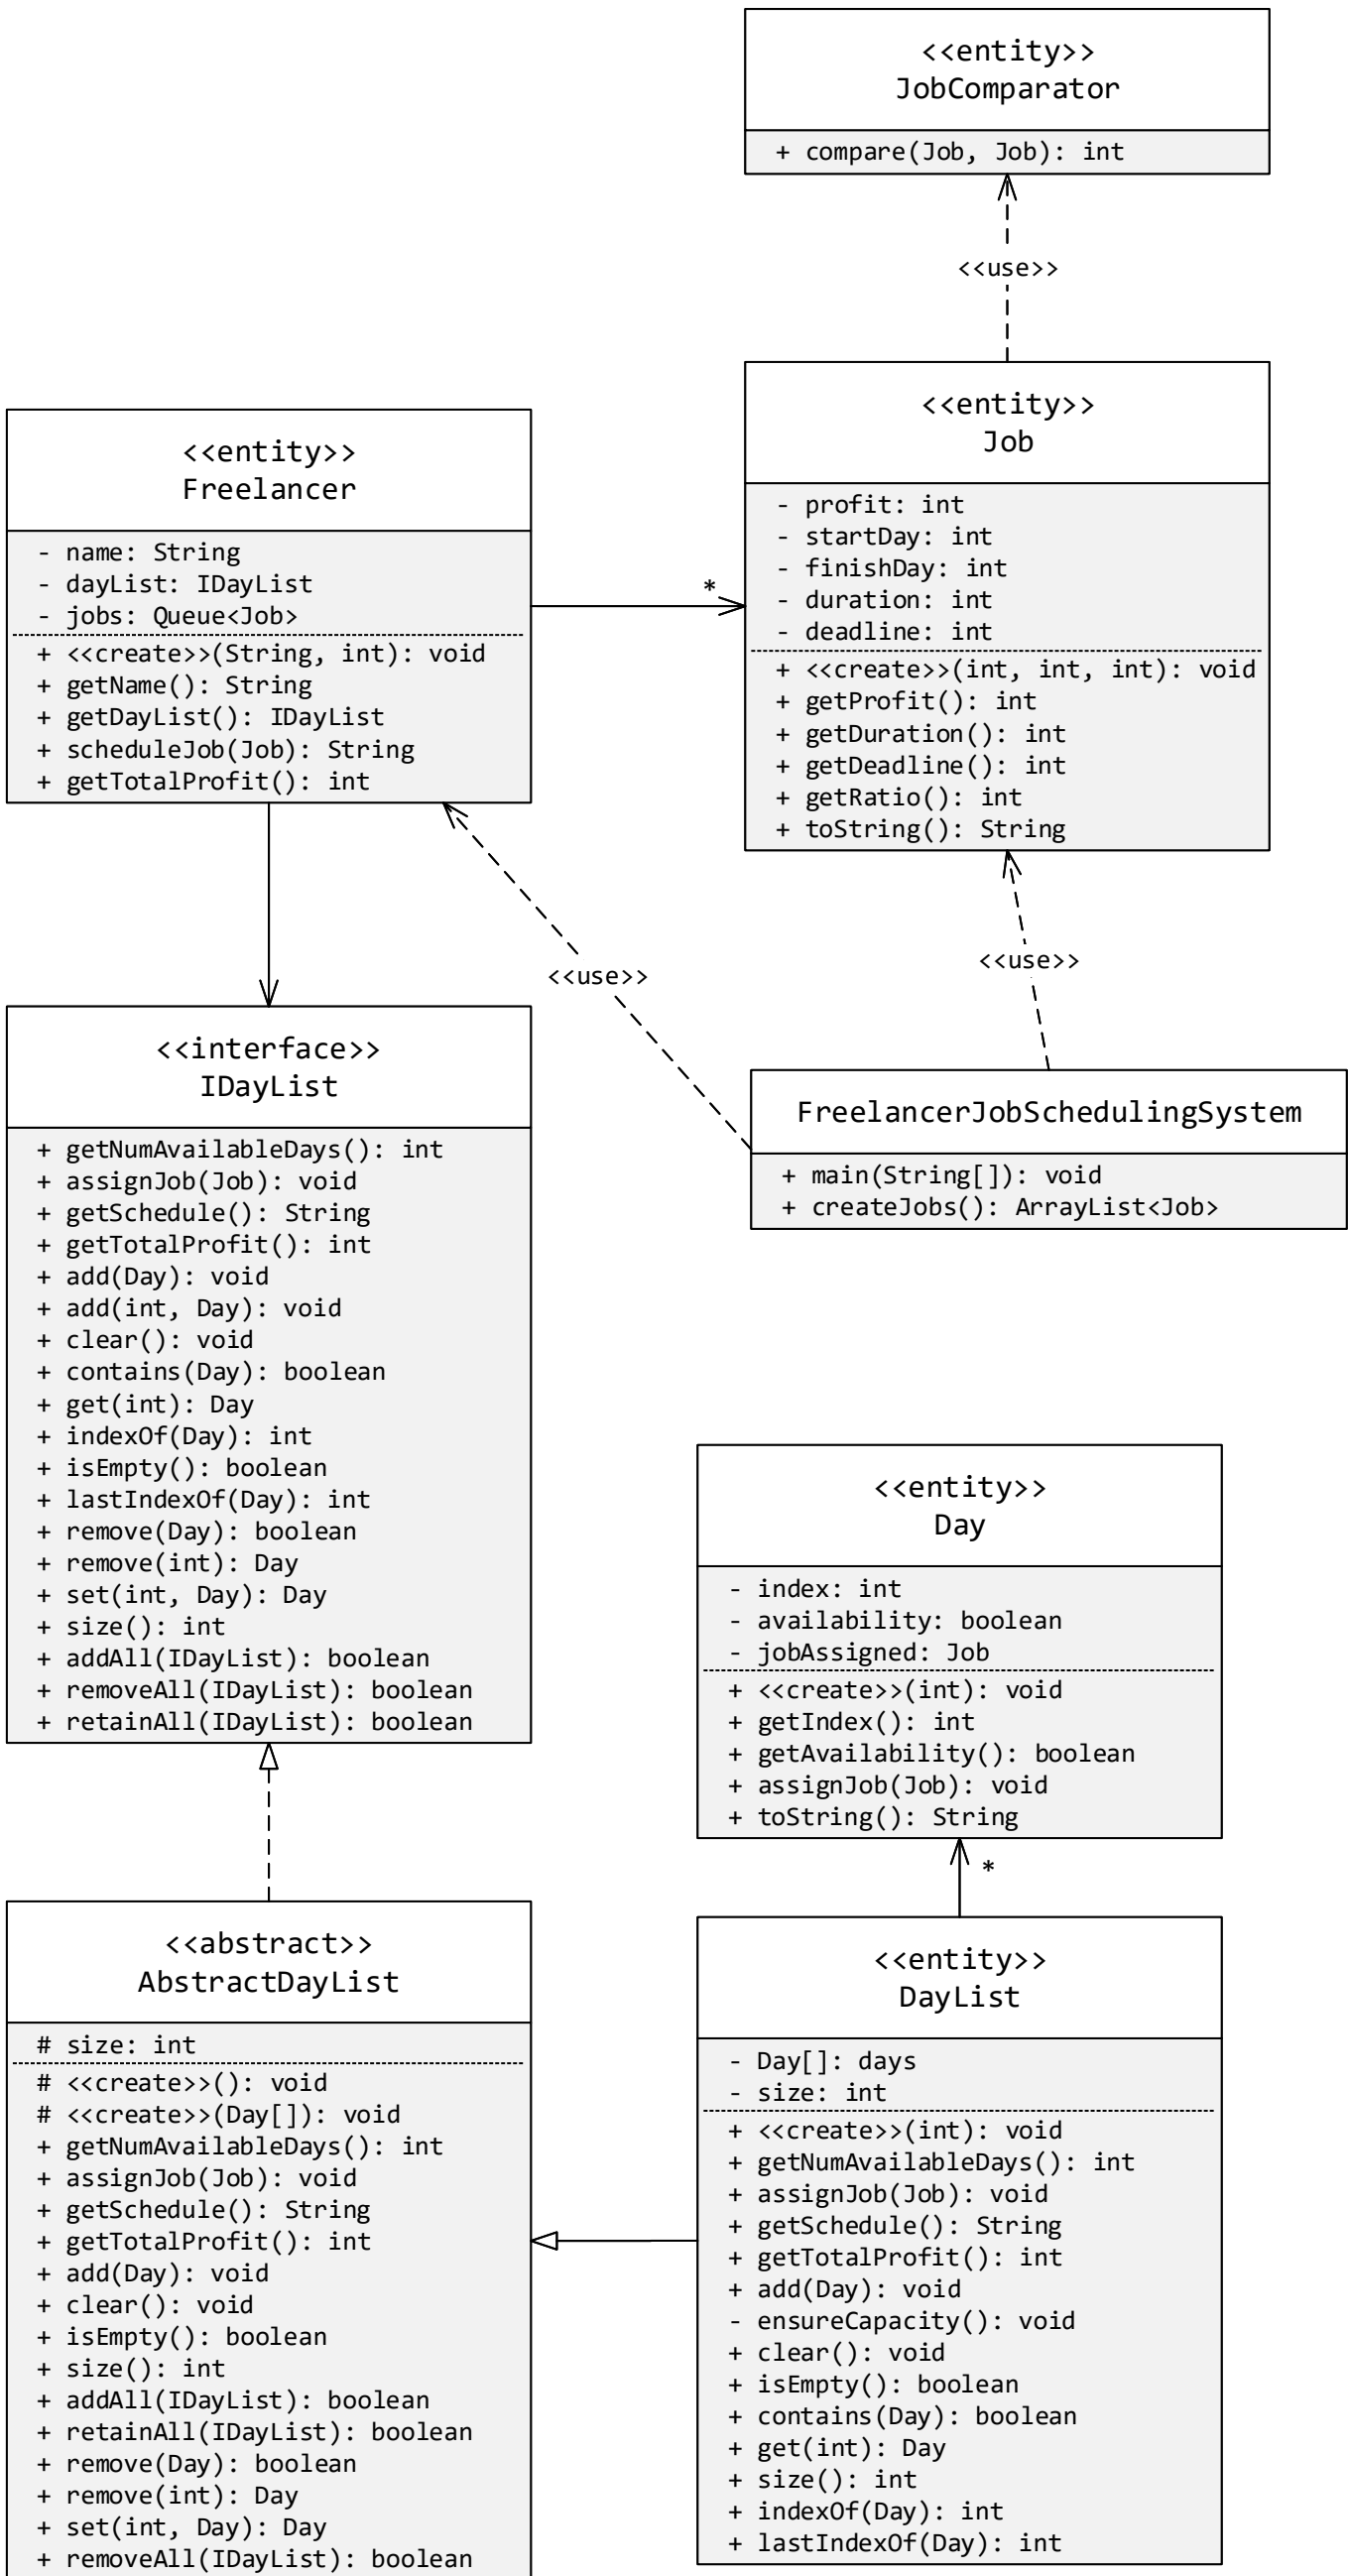 <<entity>>
JobComparator
+ compare(Job, Job): int
<<use>>
<<entity>>
Job
- profit: int
- startDay: int
- finishDay: int
- duration: int
- deadline: int
+ <<create>>(int, int, int): void
+ getProfit(): int
+ getDuration(): int
+ getDeadline(): int
+ getRatio(): int
+ toString(): String
<<entity>>
Freelancer
- name: String
- dayList: IDayList
- jobs: Queue<Job>
+ <<create>>(String, int): void
+ getName(): String
+ getDayList(): IDayList
+ scheduleJob(Job): String
+ getTotalProfit(): int
*
<<use>>
<<use>>
FreelancerJobSchedulingSystem
+ main(String[]): void
+ createJobs(): ArrayList<Job>
<<interface>>
IDayList
+ getNumAvailableDays(): int
+ assignJob(Job): void
+ getSchedule(): String
+ getTotalProfit(): int
+ add(Day): void
+ add(int, Day): void
+ clear(): void
+ contains(Day): boolean
+ get(int): Day
+ indexOf(Day): int
+ isEmpty(): boolean
+ lastIndexOf(Day): int
+ remove(Day): boolean
+ remove(int): Day
+ set(int, Day): Day
+ size(): int
+ addAll(IDayList): boolean
+ removeAll(IDayList): boolean
+ retainAll(IDayList): boolean
<<entity>>
Day
- index: int
- availability: boolean
- jobAssigned: Job
+ <<create>>(int): void
+ getIndex(): int
+ getAvailability(): boolean
+ assignJob(Job): void
+ toString(): String
*
<<abstract>>
AbstractDayList
# size: int
# <<create>>(): void
# <<create>>(Day[]): void
+ getNumAvailableDays(): int
+ assignJob(Job): void
+ getSchedule(): String
+ getTotalProfit(): int
+ add(Day): void
+ clear(): void
+ isEmpty(): boolean
+ size(): int
+ addAll(IDayList): boolean
+ retainAll(IDayList): boolean
+ remove(Day): boolean
+ remove(int): Day
+ set(int, Day): Day
+ removeAll(IDayList): boolean
<<entity>>
DayList
- Day[]: days
- size: int
+ <<create>>(int): void
+ getNumAvailableDays(): int
+ assignJob(Job): void
+ getSchedule(): String
+ getTotalProfit(): int
+ add(Day): void
- ensureCapacity(): void
+ clear(): void
+ isEmpty(): boolean
+ contains(Day): boolean
+ get(int): Day
+ size(): int
+ indexOf(Day): int
+ lastIndexOf(Day): int